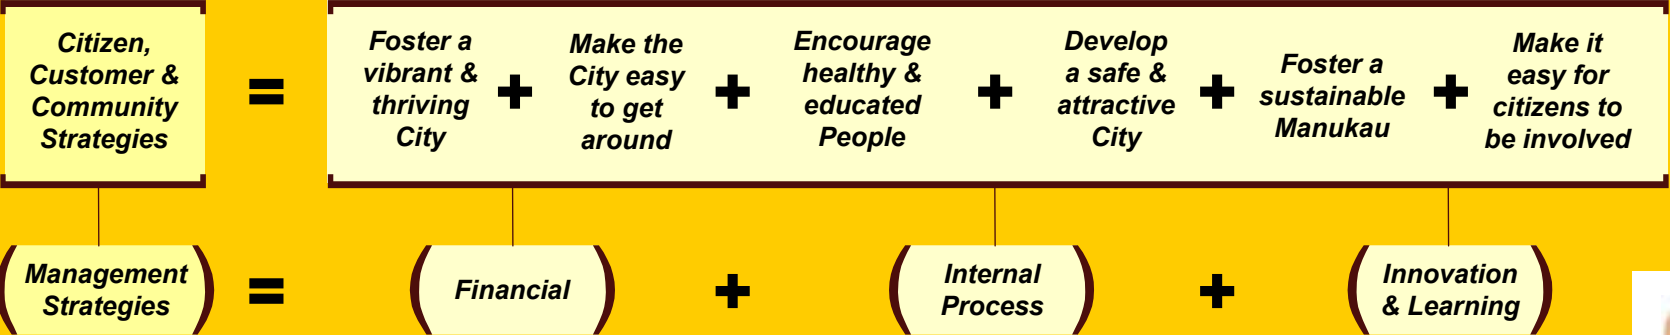 Citizen,
Customer &
Community
Strategies
=
Foster a
vibrant &
thriving
City
+
Make the
City easy
to get
around
+
Encourage
healthy &
educated
People
+
Develop
a safe &
attractive
City
+
Foster a
sustainable
Manukau
+
Make it
easy for
citizens to
be involved
Management
Strategies
=
Financial
+
Internal
Process
+
Innovation
& Learning